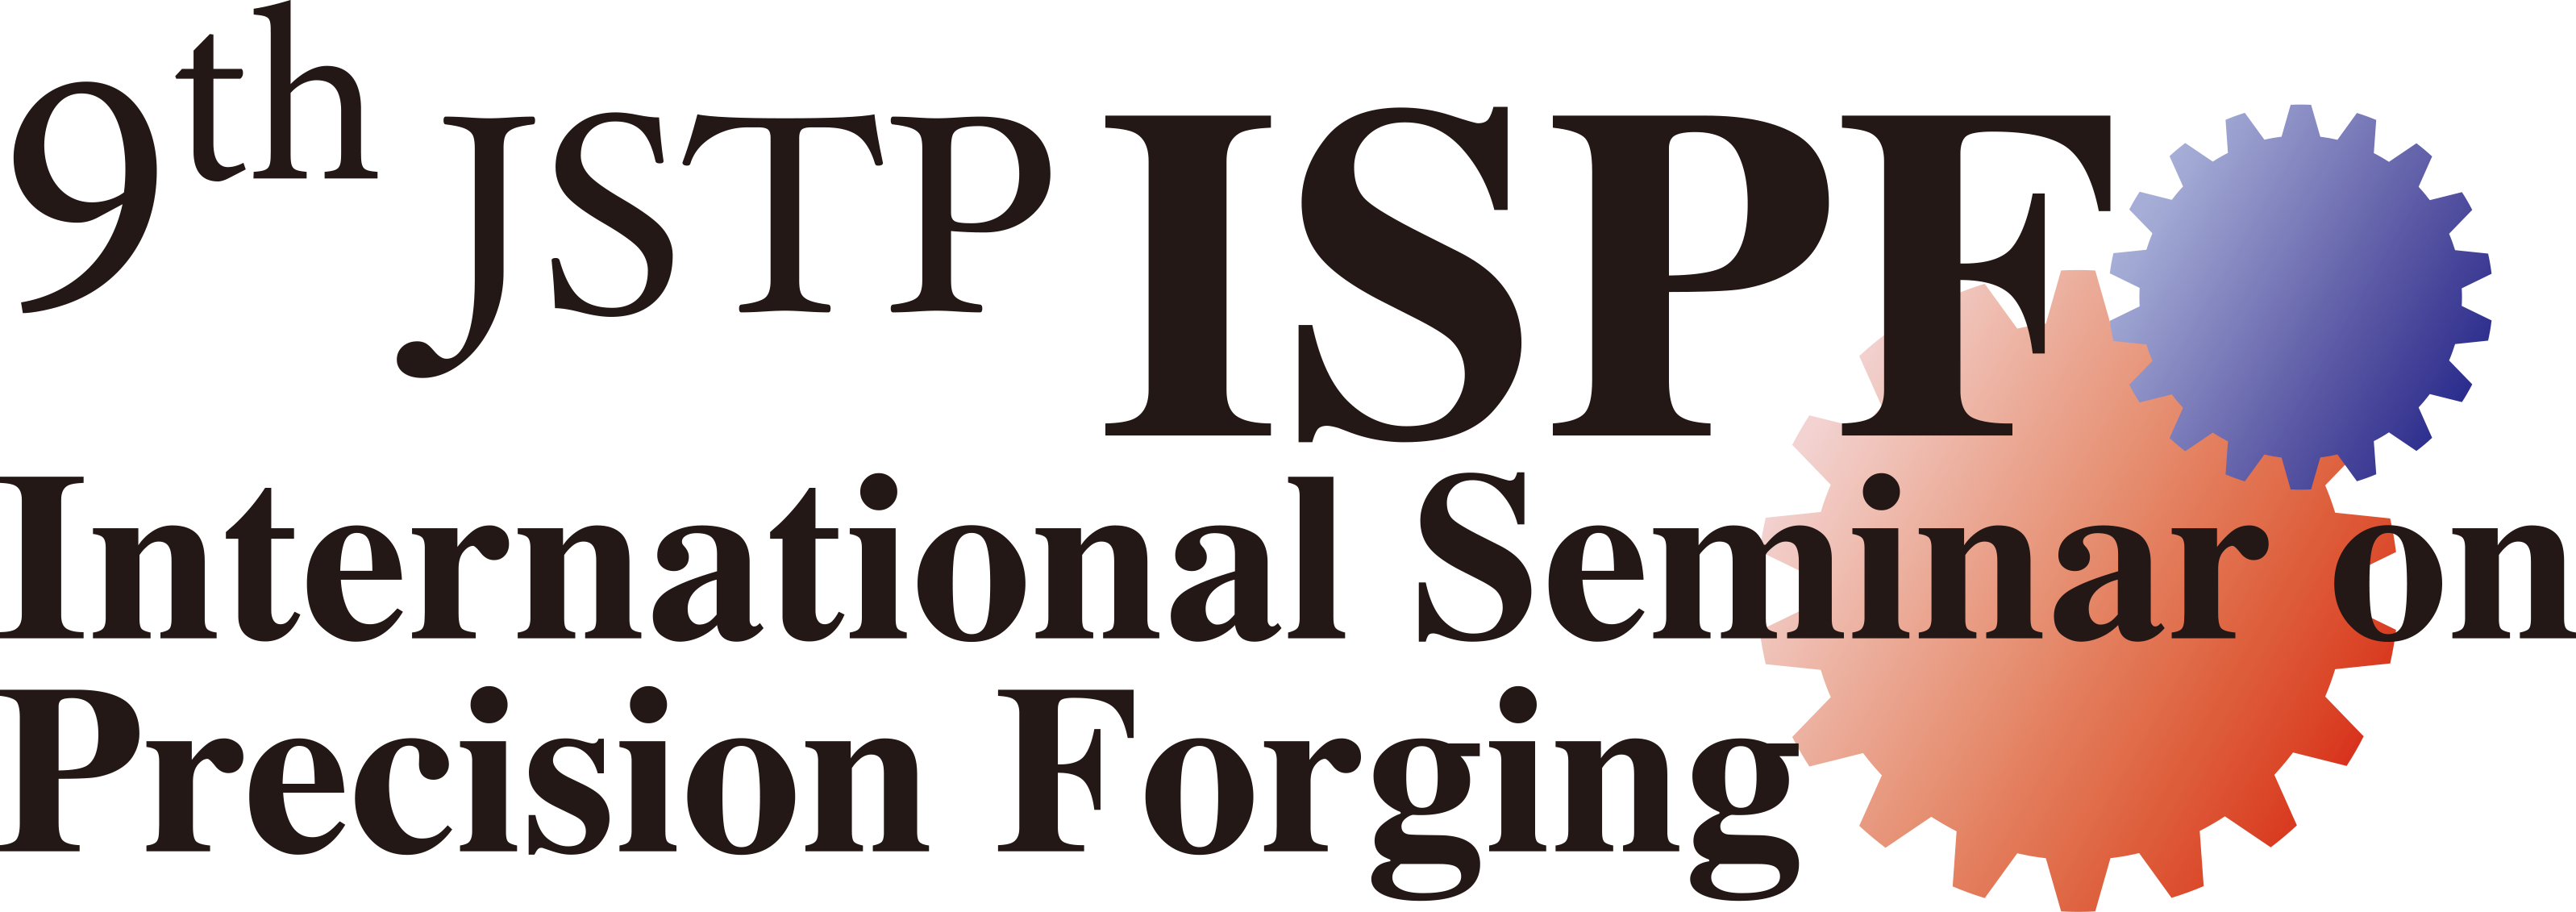 9th JSTP ISPF
International Seminar on
Precision Forging